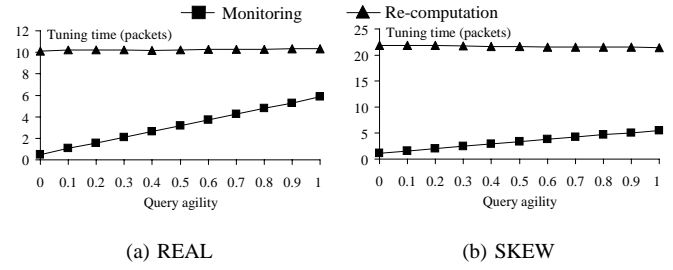 Monitoring Re-computation
Tuning time (packets)
12
10
8
6
4
2
0
0 0.1 0.2 0.3 0.4 0.5 0.6 0.7 0.8 0.9 1
Query agility
(a) REAL
Tuning time (packets)
25
20
15
10
5
0
0 0.1 0.2 0.3 0.4 0.5 0.6 0.7 0.8 0.9 1
Query agility
(b) SKEW